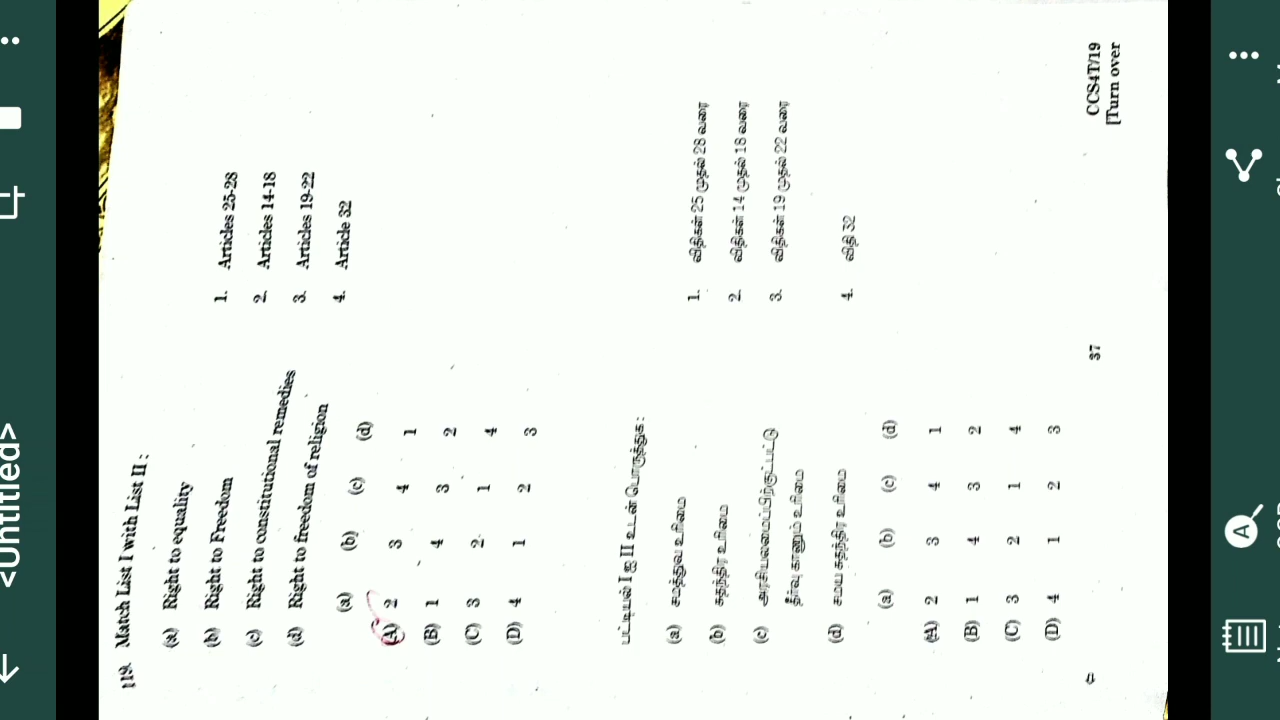 <Untitled>
119. Match List I with List II :
(a) Right to equality 1. Articles 25-28
(b) Right to Freedom 2. Articles 14-18
(c) Right to constitutional remedies 3. Articles 19-22
(d) Right to freedom of religion 4. Article 32
(a) (b) (c) (d)
(A) 2 3 4 1
(B) 1 4 3 2
(C) 3 2 1 4
(D) 4 1 2 3
பட்டியல் I ஐ II உடன் பொருத்துக :
(a) சமத்துவ உரிமை 1. விதிகள் 25 முதல் 28 வரை
(b) சுதந்திர உரிமை 2. விதிகள் 14 முதல் 18 வரை
(c) அரசியலமைப்பிற்குட்பட்டு 3. விதிகள் 19 முதல் 22 வரை
தீர்வு காணும் உரிமை
(d) சமய சுதந்திர உரிமை 4. விதி 32
(a) (b) (c) (d)
(A) 2 3 4 1
(B) 1 4 3 2
(C) 3 2 1 4
(D) 4 1 2 3
37 CCS4T/19
[Turn over